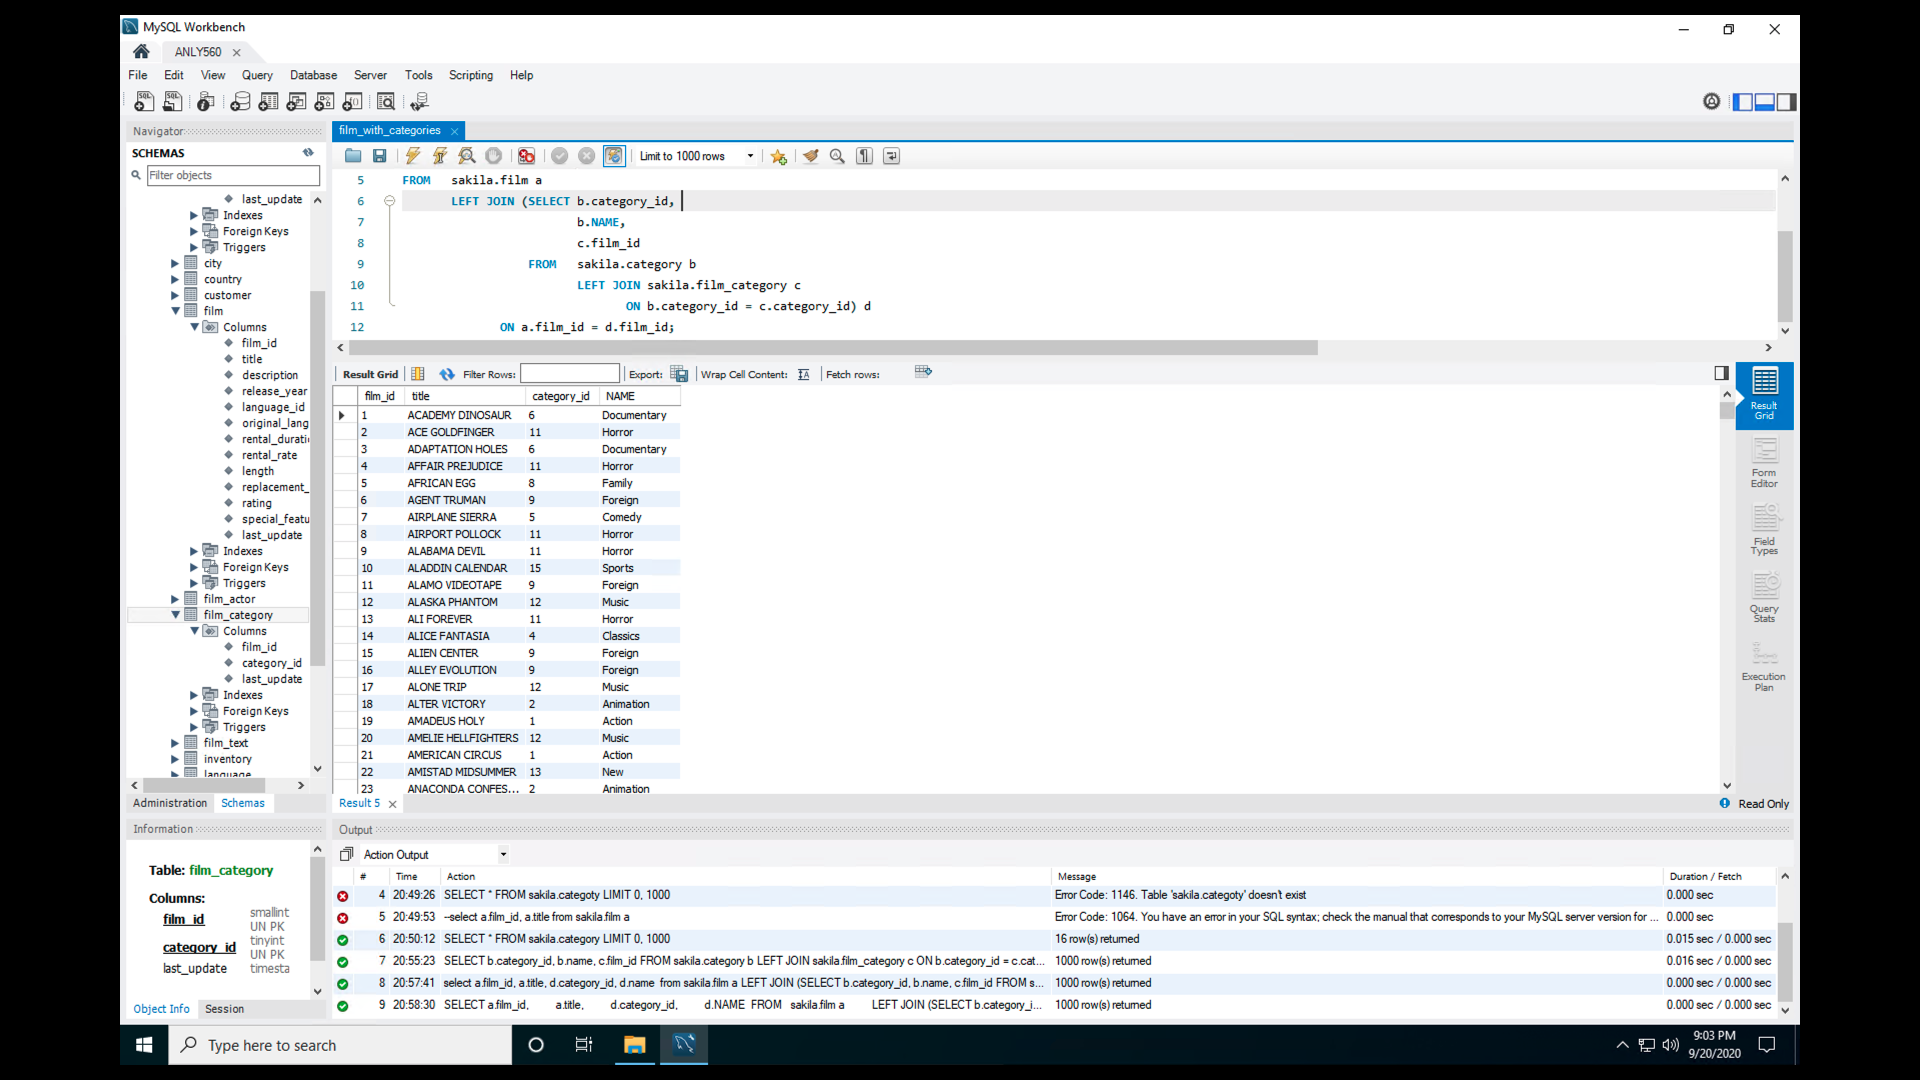 MySQL Workbench
ANLY560
File Edit View Query Database Server Tools Scripting Help
Navigator
SCHEMAS
Filter objects
last_update
Indexes
Foreign Keys
Triggers
city
country
customer
film
Columns
film_id
title
description
release_year
language_id
original_lang
rental_durati
rental_rate
length
replacement_
rating
special_featu
last_update
Indexes
Foreign Keys
Triggers
film_actor
film_category
Columns
film_id
category_id
last_update
Indexes
Foreign Keys
Triggers
film_text
inventory
language
Administration Schemas
Information
Table: film_category
Columns:
film_id smallint UN PK
category_id tinyint UN PK
last_update timesta
Object Info Session
film_with_categories
Limit to 1000 rows
5 FROM sakila.film a
6 LEFT JOIN (SELECT b.category_id,
7 b.NAME,
8 c.film_id
9 FROM sakila.category b
10 LEFT JOIN sakila.film_category c
11 ON b.category_id = c.category_id) d
12 ON a.film_id = d.film_id;
Result Grid Filter Rows: Export: Wrap Cell Content: Fetch rows:
film_id title category_id NAME
1 ACADEMY DINOSAUR 6 Documentary
2 ACE GOLDFINGER 11 Horror
3 ADAPTATION HOLES 6 Documentary
4 AFFAIR PREJUDICE 11 Horror
5 AFRICAN EGG 8 Family
6 AGENT TRUMAN 9 Foreign
7 AIRPLANE SIERRA 5 Comedy
8 AIRPORT POLLOCK 11 Horror
9 ALABAMA DEVIL 11 Horror
10 ALADDIN CALENDAR 15 Sports
11 ALAMO VIDEOTAPE 9 Foreign
12 ALASKA PHANTOM 12 Music
13 ALI FOREVER 11 Horror
14 ALICE FANTASIA 4 Classics
15 ALIEN CENTER 9 Foreign
16 ALLEY EVOLUTION 9 Foreign
17 ALONE TRIP 12 Music
18 ALTER VICTORY 2 Animation
19 AMADEUS HOLY 1 Action
20 AMELIE HELLFIGHTERS 12 Music
21 AMERICAN CIRCUS 1 Action
22 AMISTAD MIDSUMMER 13 New
23 ANACONDA CONFES... 2 Animation
Result Grid
Form Editor
Field Types
Query Stats
Execution Plan
Result 5
Read Only
Output
Action Output
# Time Action Message Duration / Fetch
4 20:49:26 SELECT * FROM sakila.categoty LIMIT 0, 1000 Error Code: 1146. Table 'sakila.categoty' doesn't exist 0.000 sec
5 20:49:53 --select a.film_id, a.title from sakila.film a Error Code: 1064. You have an error in your SQL syntax; check the manual that corresponds to your MySQL server version for ... 0.000 sec
6 20:50:12 SELECT * FROM sakila.category LIMIT 0, 1000 16 row(s) returned 0.015 sec / 0.000 sec
7 20:55:23 SELECT b.category_id, b.name, c.film_id FROM sakila.category b LEFT JOIN sakila.film_category c ON b.category_id = c.cat... 1000 row(s) returned 0.016 sec / 0.000 sec
8 20:57:41 select a.film_id, a.title, d.category_id, d.name from sakila.film a LEFT JOIN (SELECT b.category_id, b.name, c.film_id FROM s... 1000 row(s) returned 0.000 sec / 0.000 sec
9 20:58:30 SELECT a.film_id, a.title, d.category_id, d.NAME FROM sakila.film a LEFT JOIN (SELECT b.category_i... 1000 row(s) returned 0.000 sec / 0.000 sec
Type here to search
9:03 PM
9/20/2020